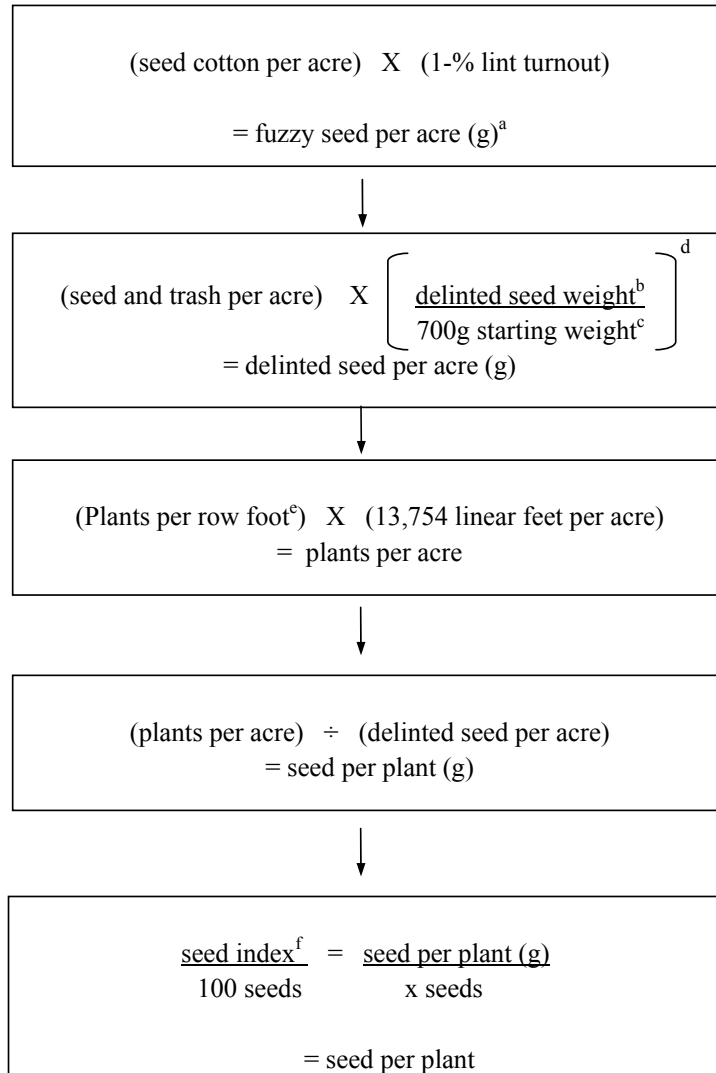 (seed cotton per acre) X (1-% lint turnout)
= fuzzy seed per acre (g)a
d
(seed and trash per acre) X delinted seed weightb
700g starting weightc
= delinted seed per acre (g)
(Plants per row foote) X (13,754 linear feet per acre)
= plants per acre
(plants per acre) ÷ (delinted seed per acre)
= seed per plant (g)
seed indexf = seed per plant (g)
100 seeds x seeds
= seed per plant